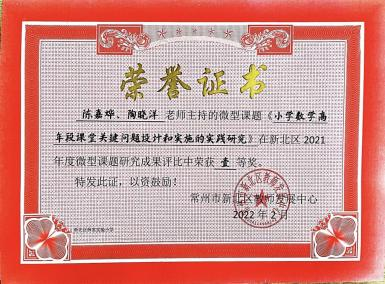 荣誉证书
陈嘉烨、陶晓洋 老师主持的微型课题《小学数学高
年段课堂关键问题设计和实施的实践研究》在新北区2021
年度微型课题研究成果评比中荣获 壹 等奖。
特发此证，以资鼓励！
常州市新北区教师发展中心
2022年2月